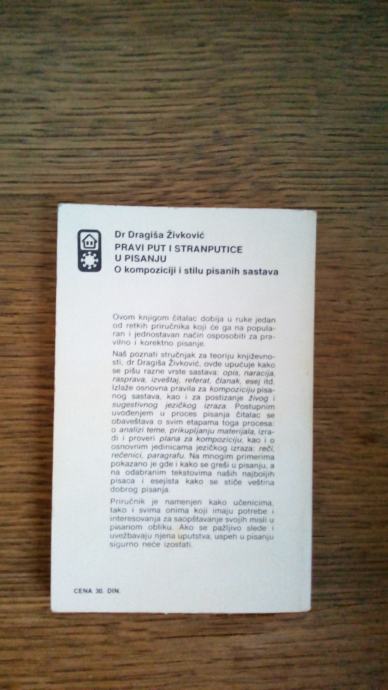 Dr Dragiša Živković
PRAVI PUT I STRANPUTICE
U PISANJU
O kompoziciji i stilu pisanih sastava
Ovom knjigom čitalac dobija u ruke jedan
od retkih priručnika koji će ga na popula-
ran i jednostavan način osposobiti za pra-
vilno i korektno pisanje.
Naš poznati stručnjak za teoriju književno-
sti, dr Dragiša Živković, ovde upućuje kako
se pišu razne vrste sastava: opis, naracija,
rasprava, izveštaj, referat, članak, esej itd.
Izlaže osnovna pravila za kompoziciju pisa-
nog sastava, kao i za postizanje živog i
sugestivnog jezičkog izraza. Postupnim
uvođenjem u proces pisanja čitalac se
obaveštava o svim etapama toga procesa:
o analizi teme, prikupljanju materijala, izra-
di i proveri plana za kompoziciju, kao i o
osnovnim jedinicama jezičkog izraza: reči,
rečenici, paragrafu. Na mnogim primerima
pokazano je gde i kako se greši u pisanju, a
na odabranim tekstovima naših najboljih
pisaca i esejista kako se stiče veština
dobrog pisanja.
Priručnik je namenjen kako učenicima,
tako i svima onima koji imaju potrebe i
interesovanja za saopštavanje svojih misli u
pisanom obliku. Ako se pažljivo slede i
uvežbavaju njena uputstva, uspeh u pisanju
sigurno neće izostati.
CENA 30. DIN.